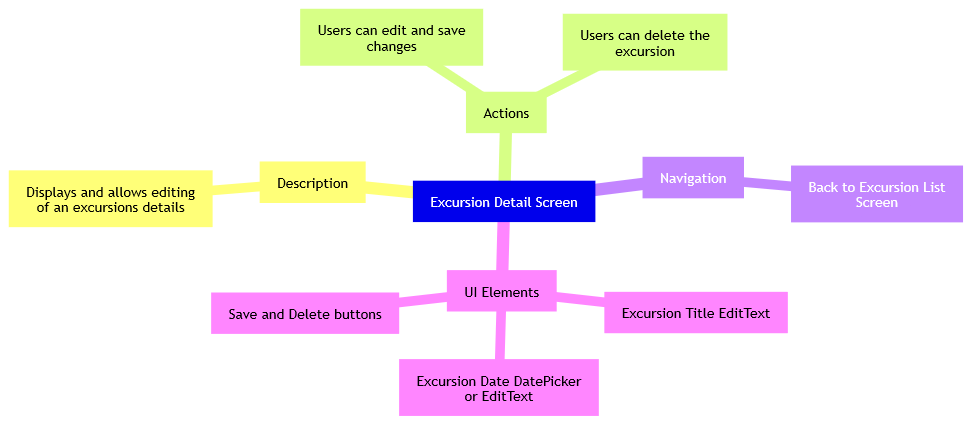 Users can edit and save
changes
Users can delete the
excursion
Actions
Description
Displays and allows editing
of an excursions details
Excursion Detail Screen
Navigation
Back to Excursion List
Screen
UI Elements
Save and Delete buttons
Excursion Title EditText
Excursion Date DatePicker
or EditText